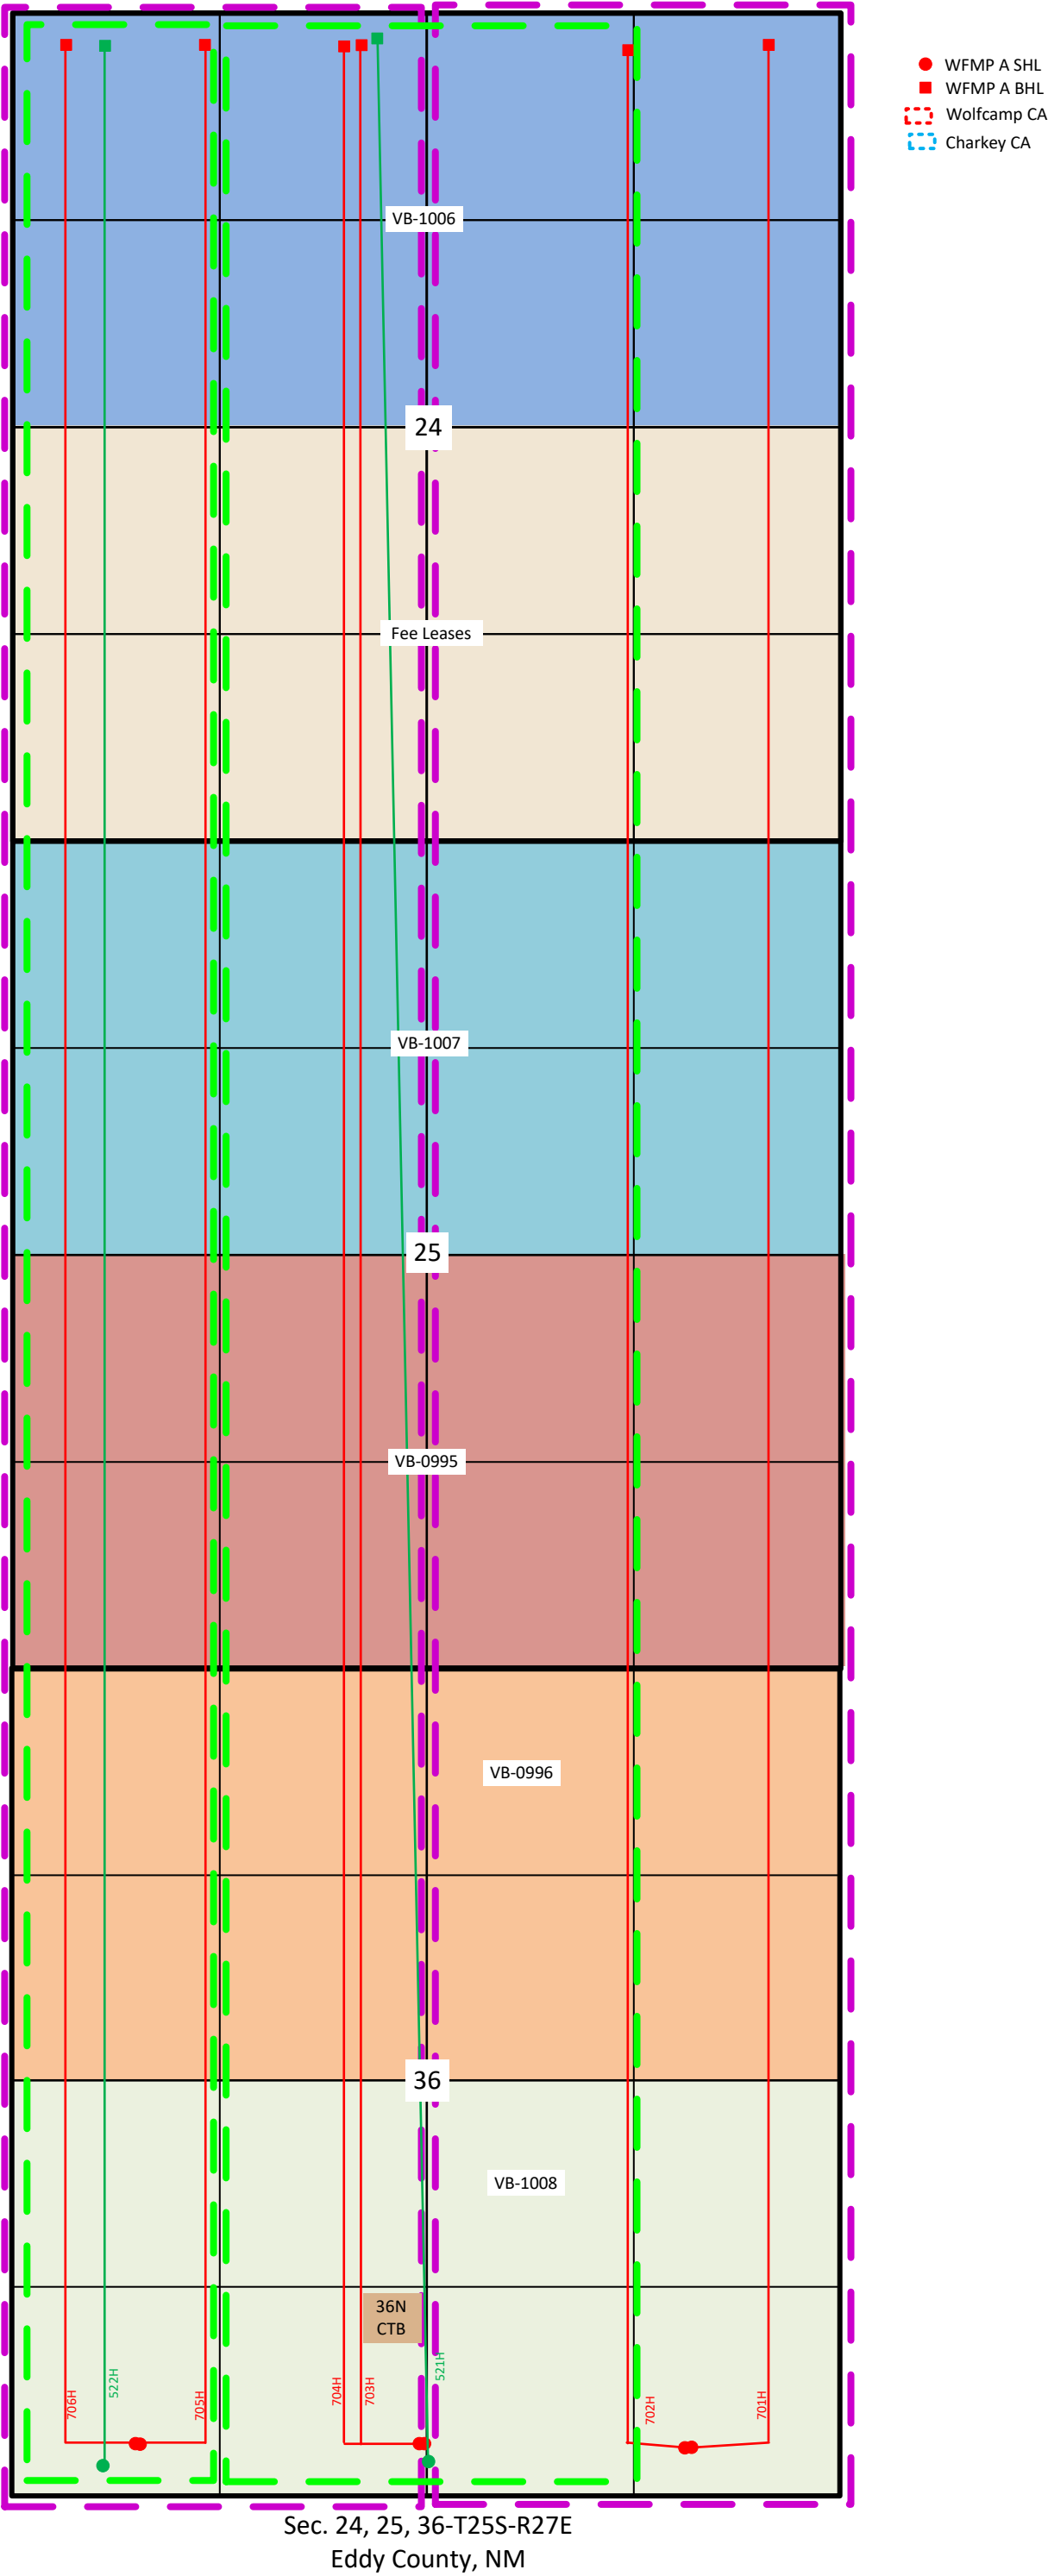 WFMP A SHL
WFMP A BHL
Wolfcamp CA
Charkey CA
VB-1006
24
Fee Leases
VB-1007
25
VB-0995
VB-0996
36
VB-1008
36N
CTB
706H
522H
705H
704H
703H
521H
702H
701H
Sec. 24, 25, 36-T25S-R27E
Eddy County, NM